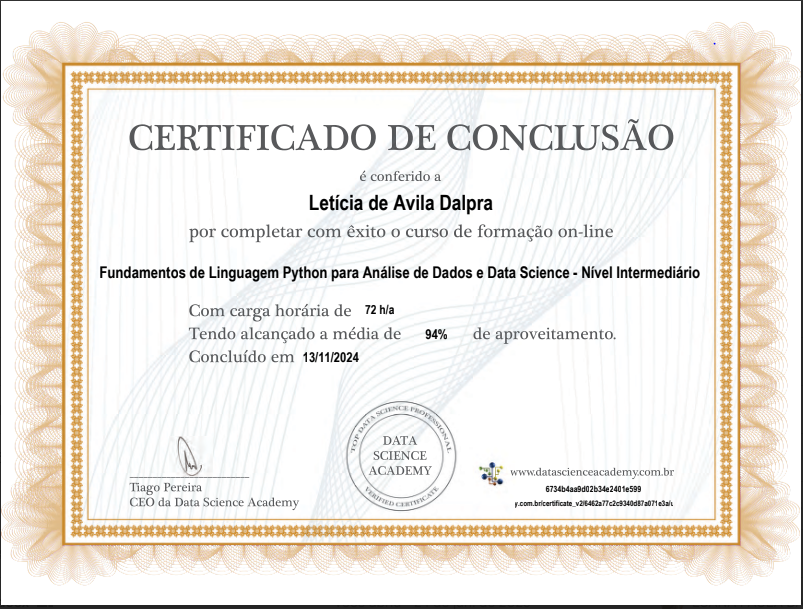 CERTIFICADO DE CONCLUSÃO
é conferido a
Letícia de Avila Dalpra
por completar com êxito o curso de formação on-line
Fundamentos de Linguagem Python para Análise de Dados e Data Science - Nível Intermediário
Com carga horária de 72 h/a
Tendo alcançado a média de 94% de aproveitamento.
Concluído em 13/11/2024
TOP DATA SCIENCE PROFESSIONAL
DATA
SCIENCE
ACADEMY
VERIFIED CERTIFICATE
Tiago Pereira
CEO da Data Science Academy
www.datascienceacademy.com.br
6734b4aa9d02b34e2401e599
y.com.br/certificate_v2/6462a77c2c9340d87a071e3a/